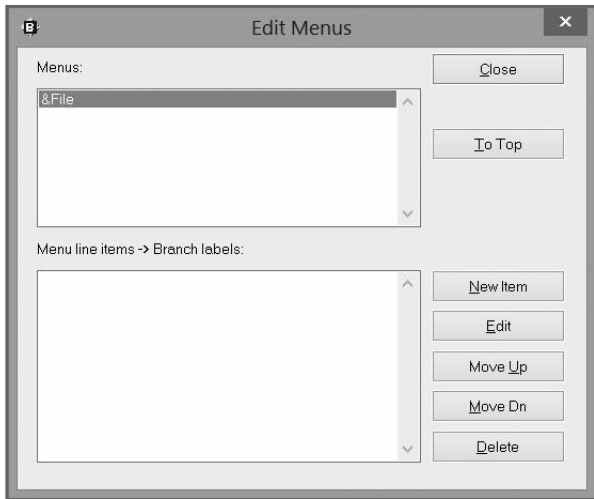 B
Edit Menus
×
Menus:
Close
&File
To Top
Menu line items -> Branch labels:
New Item
Edit
Move Up
Move Dn
Delete